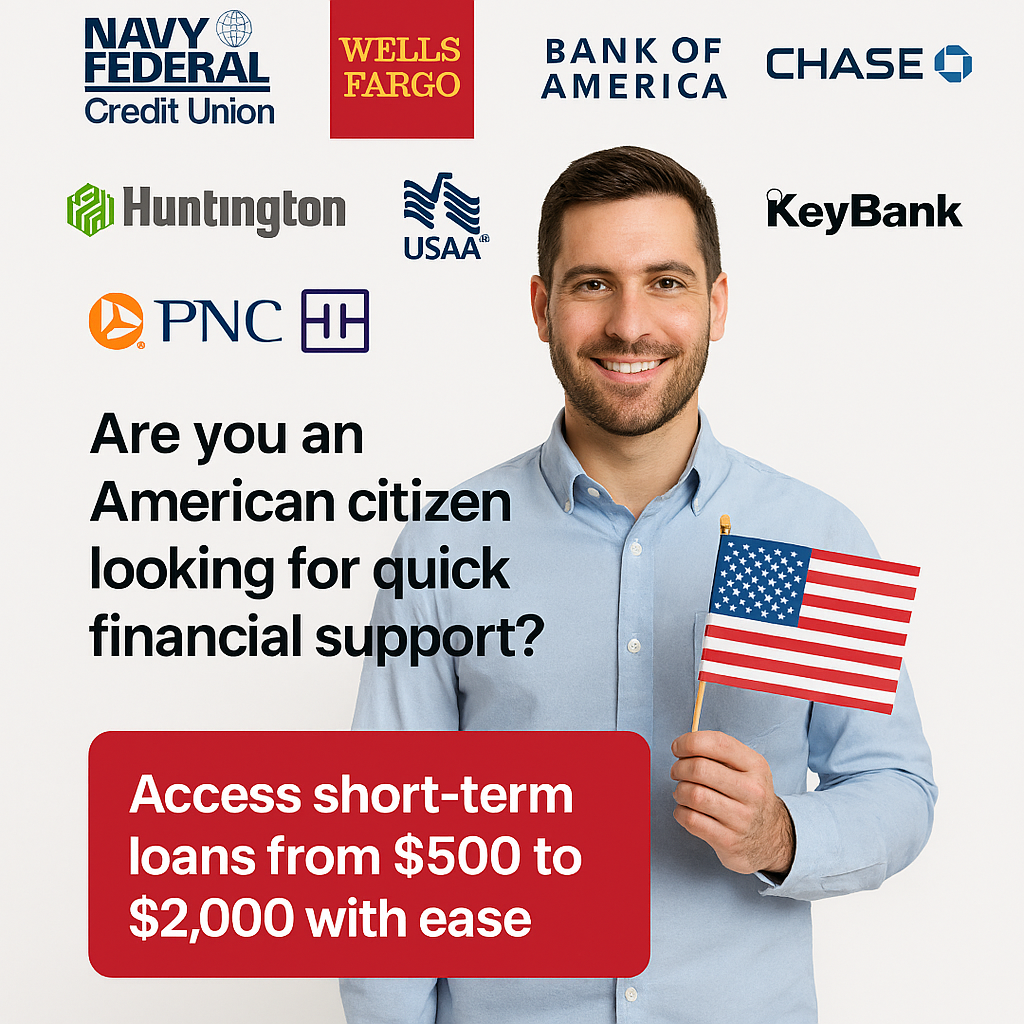 NAVY
FEDERAL
Credit Union
WELLS
FARGO
BANK OF
AMERICA
CHASE
Huntington
USAA®
KeyBank
PNC
Are you an
American citizen
looking for quick
financial support?
Access short-term
loans from $500 to
$2,000 with ease